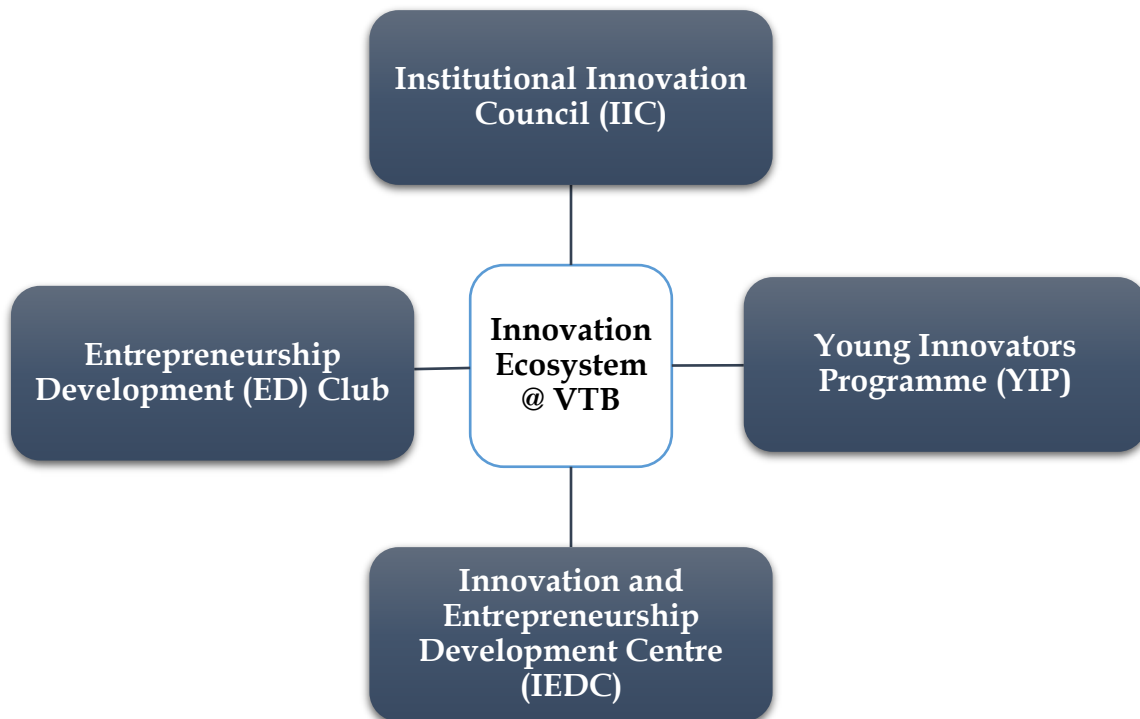 Institutional Innovation
Council (IIC)
Entrepreneurship
Development (ED) Club
Innovation
Ecosystem
@ VTB
Young Innovators
Programme (YIP)
Innovation and
Entrepreneurship
Development Centre
(IEDC)